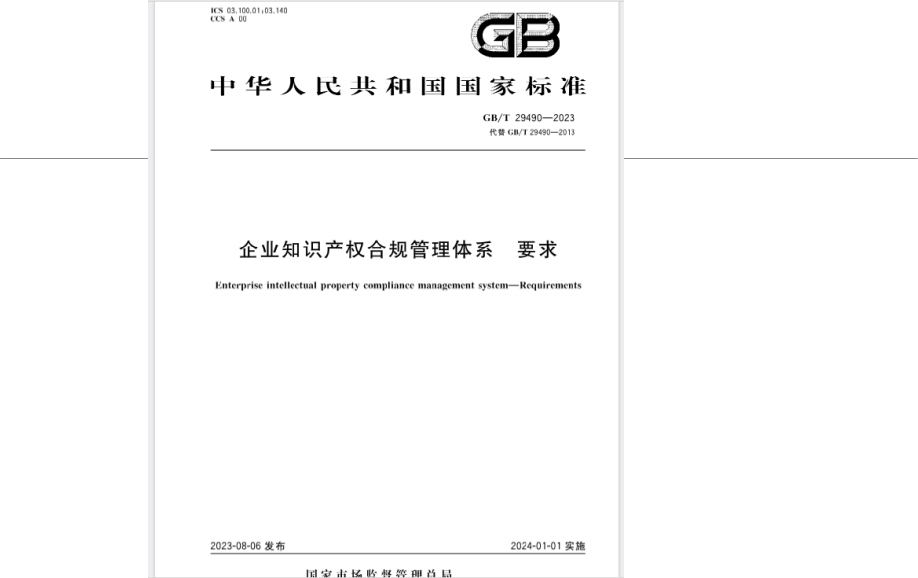 ICS 03.100.01;03.140
CCS A 00
GB
中华人民共和国国家标准
GB/T 29490—2023
代替 GB/T 29490—2013
企业知识产权合规管理体系 要求
Enterprise intellectual property compliance management system—Requirements
2023-08-06 发布
2024-01-01 实施
国家市场监督管理总局